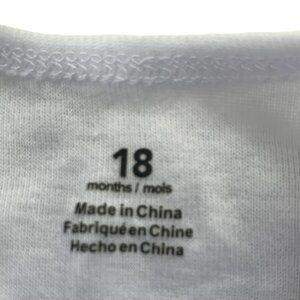 18
months / mois
Made in China
Fabriqué en Chine
Hecho en China